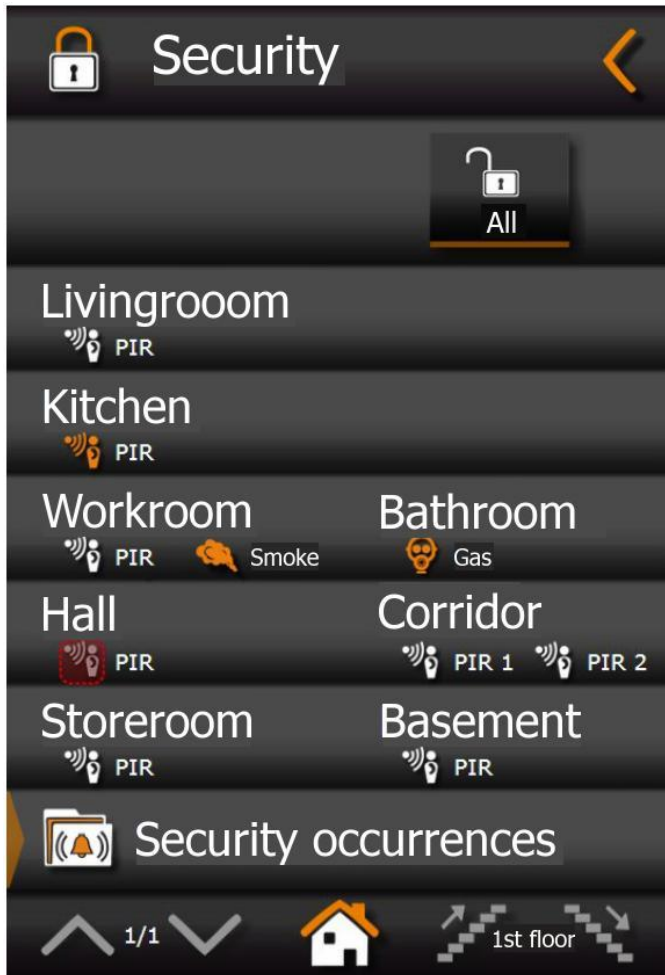 Security
All
Livingrooom
PIR
Kitchen
PIR
Workroom Bathroom
PIR Smoke Gas
Hall Corridor
PIR PIR 1 PIR 2
Storeroom Basement
PIR PIR
Security occurrences
1/1 1st floor